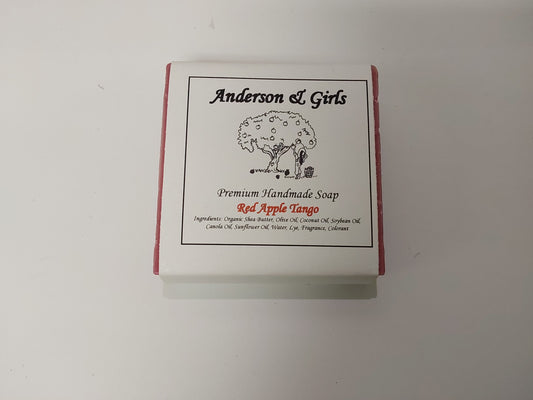 Anderson & Girls
Premium Handmade Soap
Red Apple Tango
Ingredients: Organic Shea Butter, Olive Oil, Coconut Oil, Soybean Oil,
Canola Oil, Sunflower Oil, Water, Lye, Fragrance, Colorant